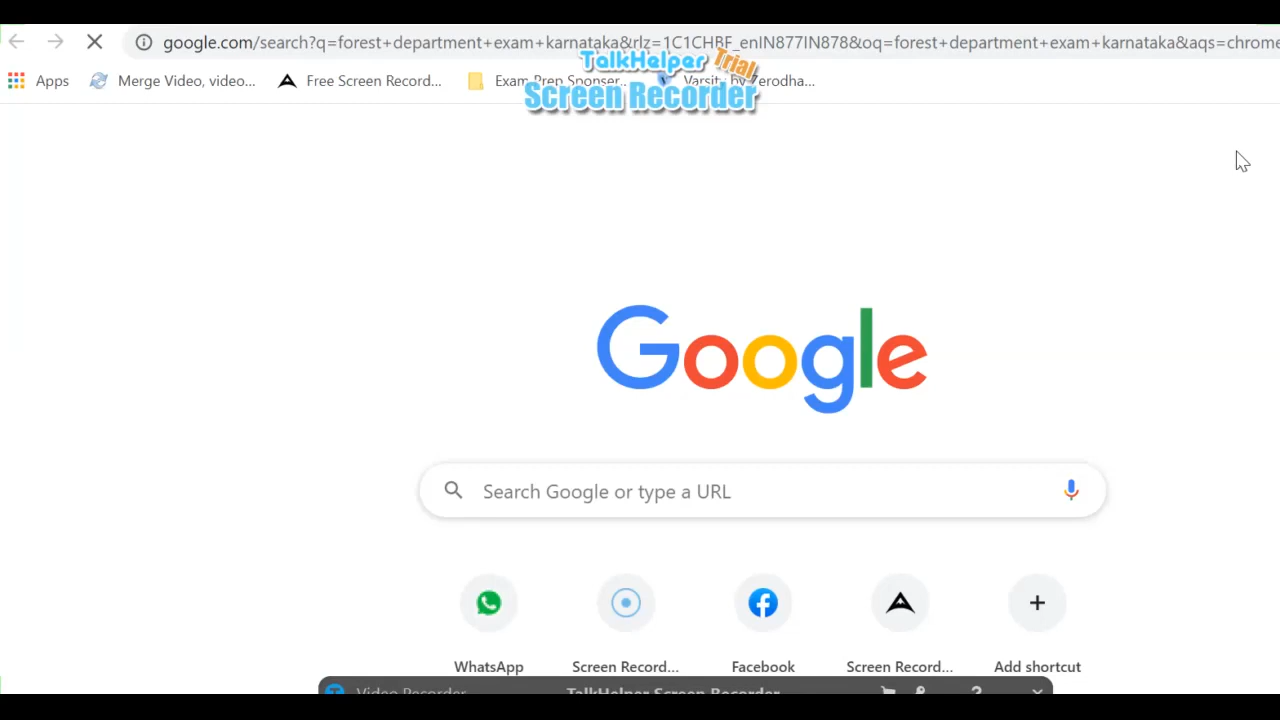 google.com/search?q=forest+department+exam+karnataka&rlz=1C1CHBF_enIN877IN878&oq=forest+department+exam+karnataka&aqs=chrome
TalkHelper Trial
Screen Recorder
Apps Merge Video, video... Free Screen Record... Exam Prep Sponser... Varsity by Zerodha...
Google
Search Google or type a URL
WhatsApp Screen Record... Facebook Screen Record... Add shortcut
Video Recorder TalkHelper Screen Recorder